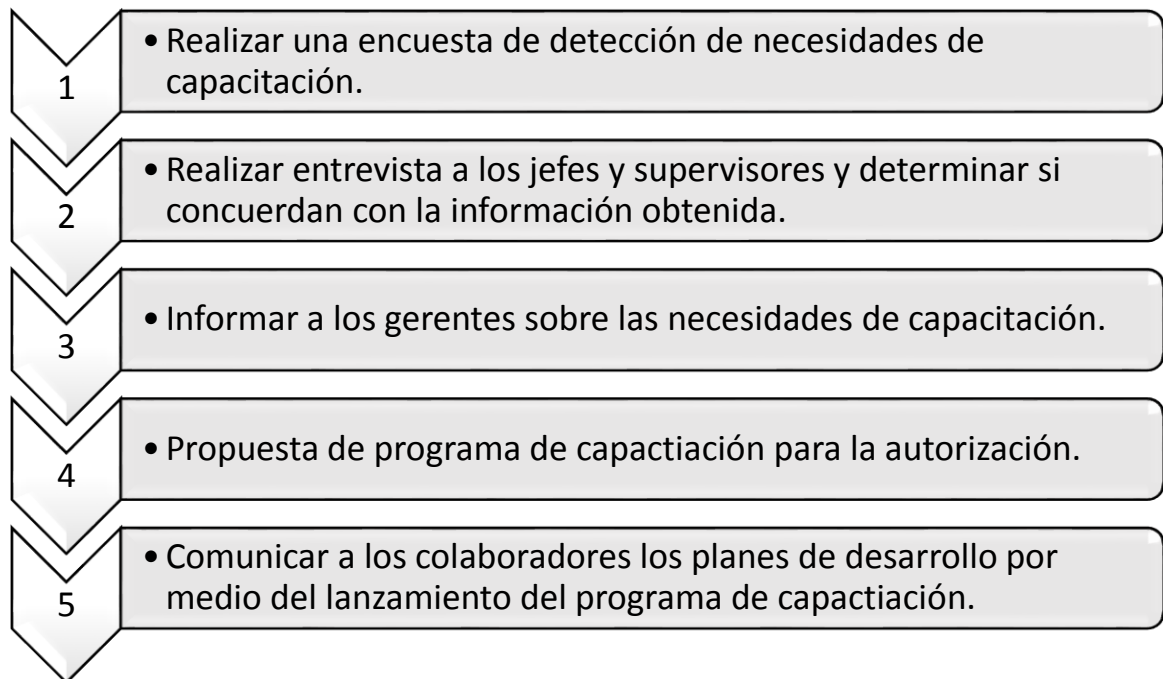 1
• Realizar una encuesta de detección de necesidades de
capacitación.
2
• Realizar entrevista a los jefes y supervisores y determinar si
concuerdan con la información obtenida.
3
• Informar a los gerentes sobre las necesidades de capacitación.
4
• Propuesta de programa de capactiación para la autorización.
5
• Comunicar a los colaboradores los planes de desarrollo por
medio del lanzamiento del programa de capactiación.